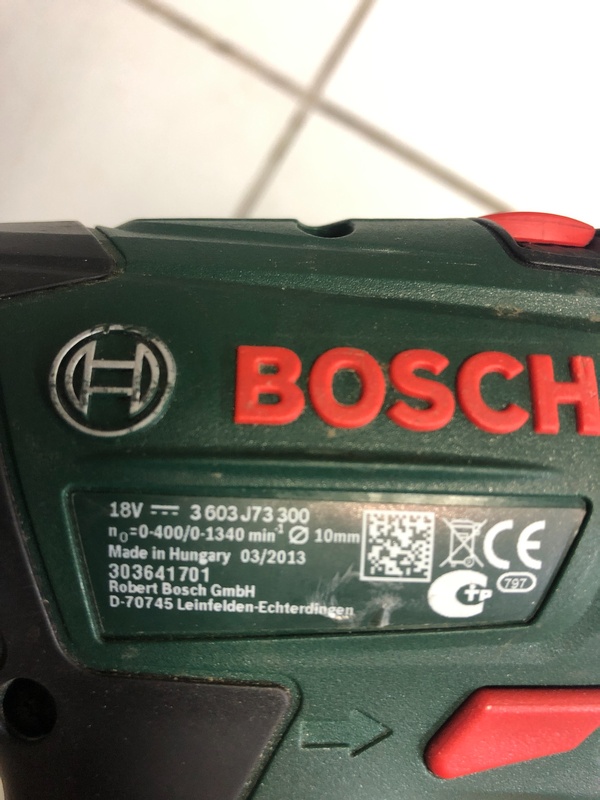 BOSCH
18V ⎓ 3 603 J73 300
n₀=0-400/0-1340 min⁻¹ Ø 10mm
Made in Hungary 03/2013
303641701
Robert Bosch GmbH
D-70745 Leinfelden-Echterdingen
CE
797